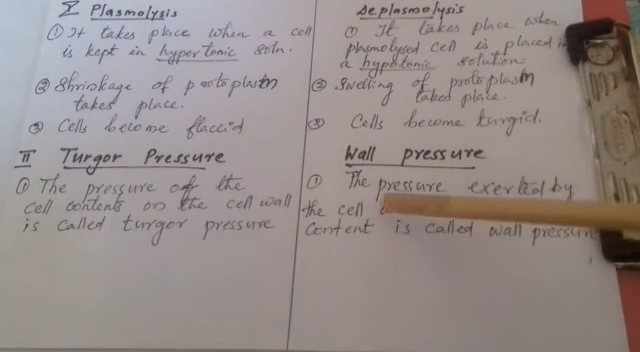 I Plasmolysis
① It takes place when a cell
is kept in hypertonic soln.
② Shrinkage of protoplasm
takes place.
③ Cells become flaccid
Deplasmolysis
① It takes place when
plasmolysed cell is placed
a hypotonic solution
② Swelling of protoplasm
takes place.
③ Cells become turgid.
II Turgor Pressure
① The pressure off the
cell contents on the cell wall
is called turgor pressure
Wall pressure
① The pressure exerted by
the cell
content is called wall pressure